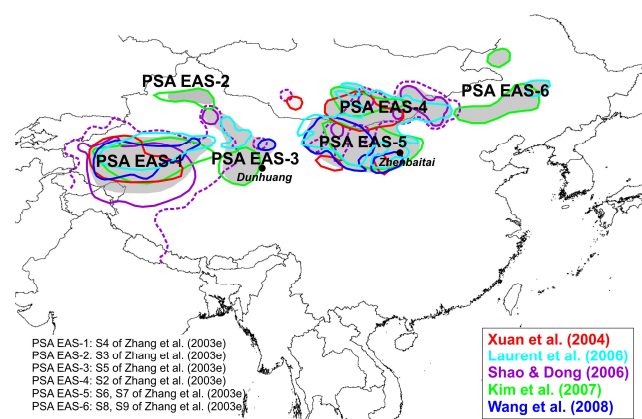 PSA EAS-2
PSA EAS-6
PSA EAS-4
PSA EAS-5
PSA EAS-1
PSA EAS-3
Zhenbaitai
Dunhuang
PSA EAS-1: S4 of Zhang et al. (2003e)
PSA EAS-2: S3 of Zhang et al. (2003e)
PSA EAS-3: S5 of Zhang et al. (2003e)
PSA EAS-4: S2 of Zhang et al. (2003e)
PSA EAS-5: S6, S7 of Zhang et al. (2003e)
PSA EAS-6: S8, S9 of Zhang et al. (2003e)
Xuan et al. (2004)
Laurent et al. (2006)
Shao & Dong (2006)
Kim et al. (2007)
Wang et al. (2008)